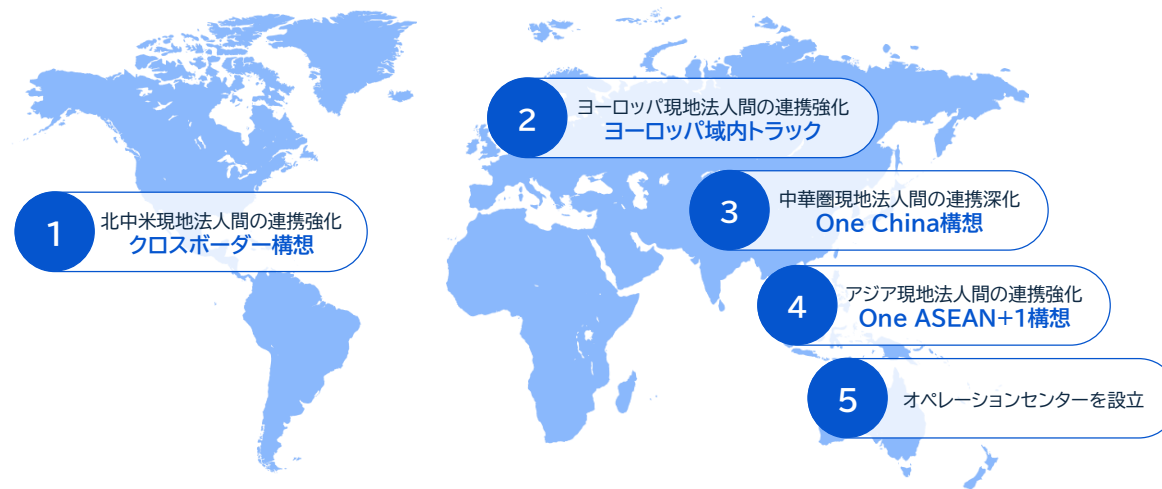 1
北中米現地法人間の連携強化
クロスボーダー構想
2
ヨーロッパ現地法人間の連携強化
ヨーロッパ域内トラック
3
中華圏現地法人間の連携深化
One China構想
4
アジア現地法人間の連携強化
One ASEAN+1構想
5
オペレーションセンターを設立